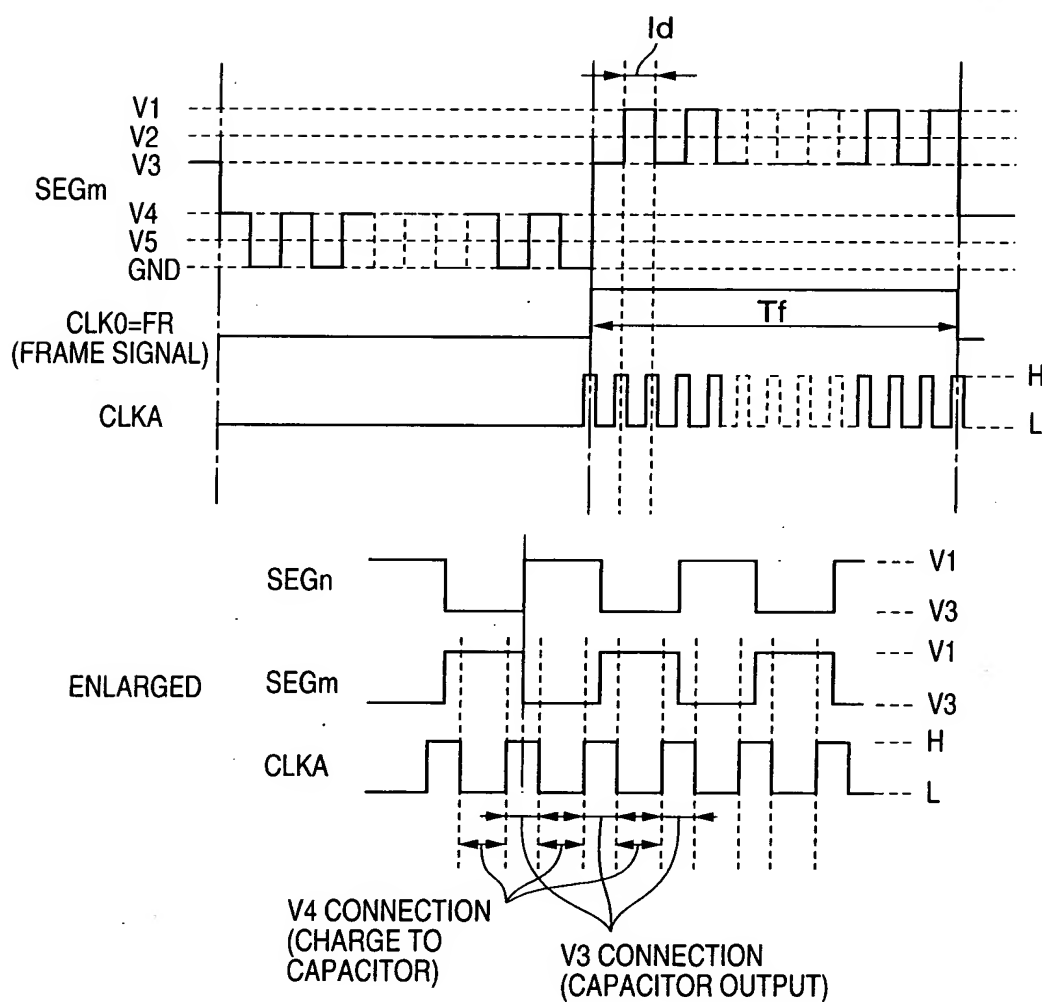 Id
V1
V2
V3
SEGm
V4
V5
GND
CLK0=FR
(FRAME SIGNAL)
Tf
H
CLKA
L
SEGn
V1
V3
ENLARGED
SEGm
V1
V3
CLKA
H
L
V4 CONNECTION
(CHARGE TO
CAPACITOR)
V3 CONNECTION
(CAPACITOR OUTPUT)